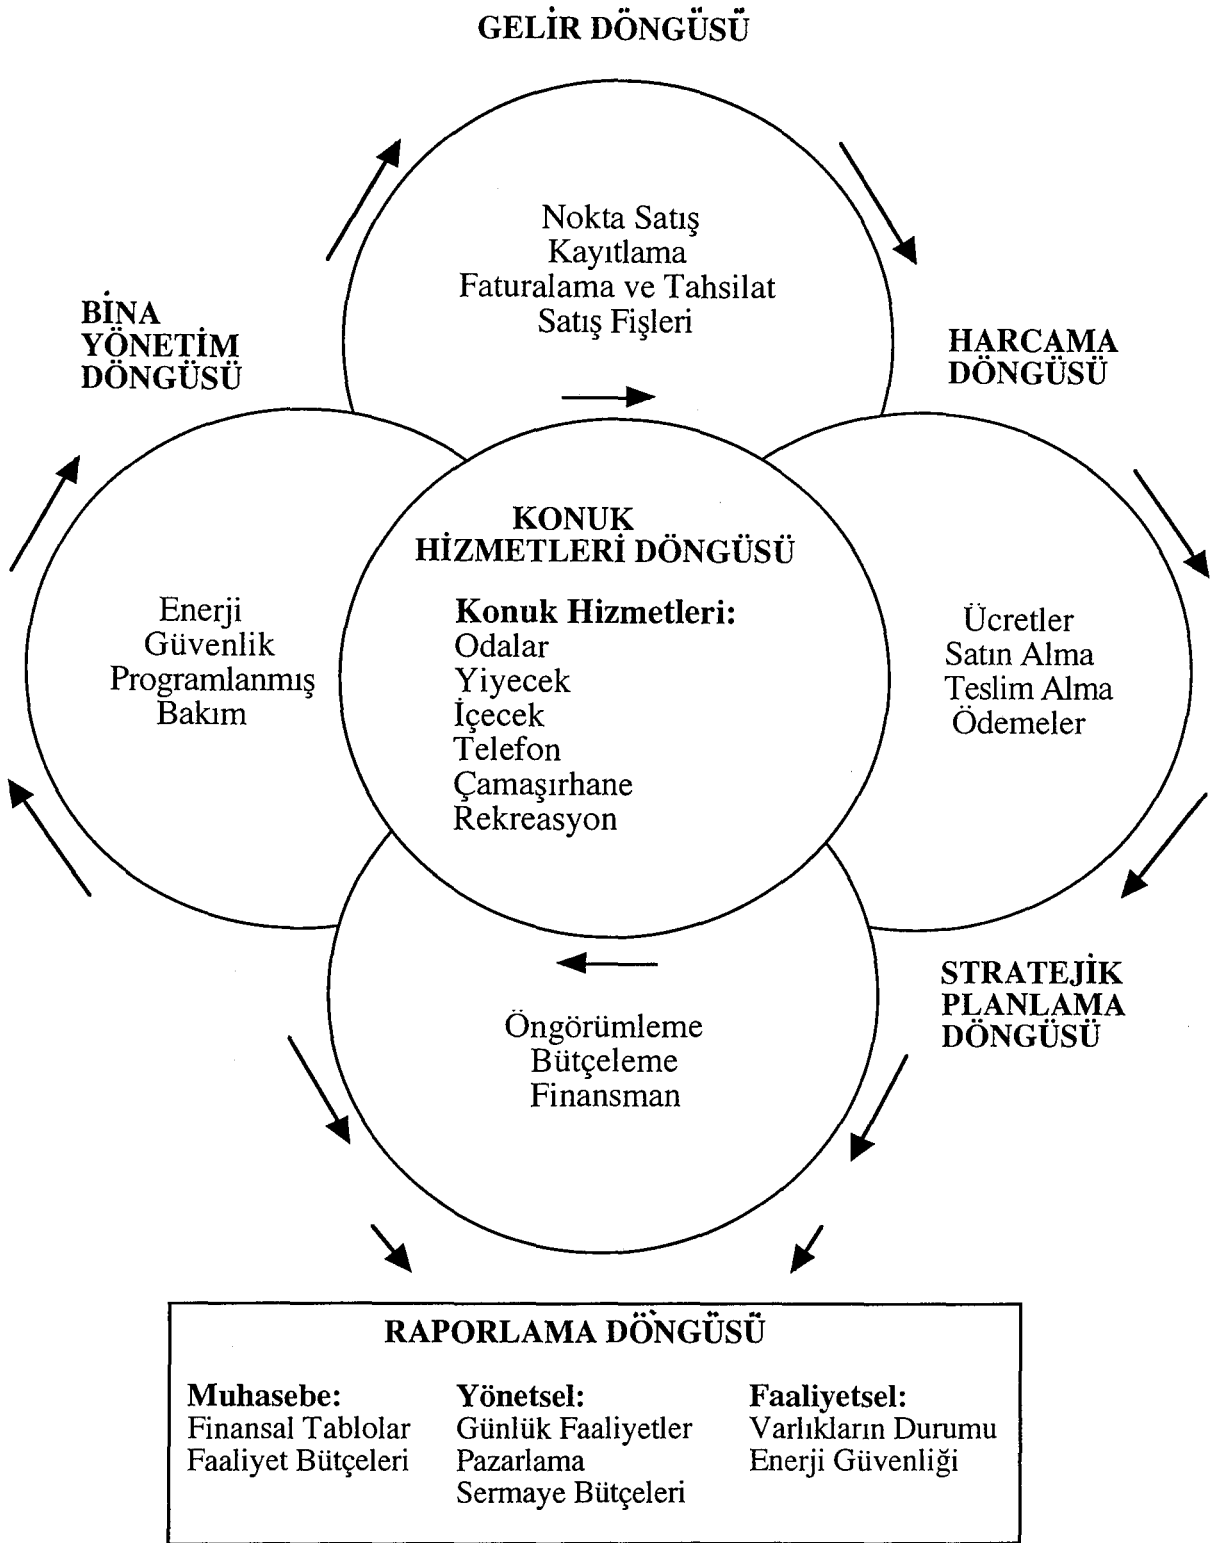 GELİR DÖNGÜSÜ
Nokta Satış
Kayıtlama
Faturalama ve Tahsilat
Satış Fişleri
BİNA
YÖNETİM
DÖNGÜSÜ
HARCAMA
DÖNGÜSÜ
KONUK
HİZMETLERİ DÖNGÜSÜ
Konuk Hizmetleri:
Odalar
Yiyecek
İçecek
Telefon
Çamaşırhane
Rekreasyon
Enerji
Güvenlik
Programlanmış
Bakım
Ücretler
Satın Alma
Teslim Alma
Ödemeler
STRATEJİK
PLANLAMA
DÖNGÜSÜ
Öngörümleme
Bütçeleme
Finansman
RAPORLAMA DÖNGÜSÜ
Muhasebe:
Finansal Tablolar
Faaliyet Bütçeleri
Yönetsel:
Günlük Faaliyetler
Pazarlama
Sermaye Bütçeleri
Faaliyetsel:
Varlıkların Durumu
Enerji Güvenliği